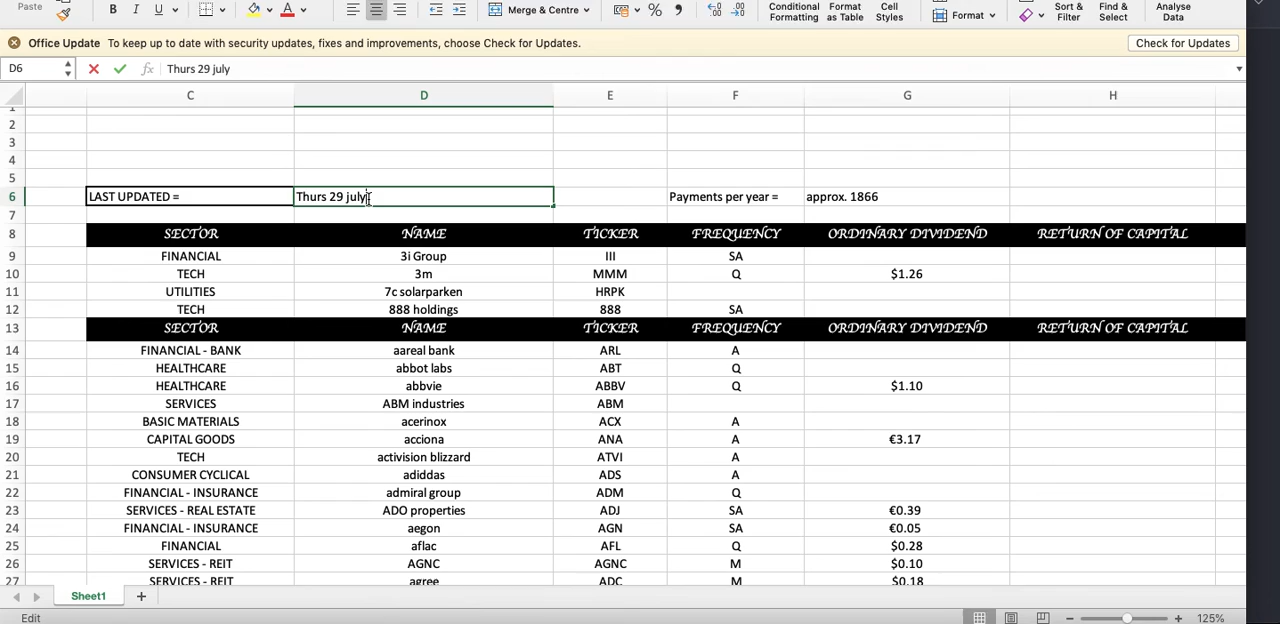 Paste B I U A Merge & Centre % Conditional Formatting Format as Table Cell Styles Format Sort & Filter Find & Select Analyse Data
Office Update To keep up to date with security updates, fixes and improvements, choose Check for Updates. Check for Updates
D6 fx Thurs 29 july
C D E F G H
1
2
3
4
5
6 LAST UPDATED = Thurs 29 july Payments per year = approx. 1866
7
8 SECTOR NAME TICKER FREQUENCY ORDINARY DIVIDEND RETURN OF CAPITAL
9 FINANCIAL 3i Group III SA
10 TECH 3m MMM Q $1.26
11 UTILITIES 7c solarparken HRPK
12 TECH 888 holdings 888 SA
13 SECTOR NAME TICKER FREQUENCY ORDINARY DIVIDEND RETURN OF CAPITAL
14 FINANCIAL - BANK aareal bank ARL A
15 HEALTHCARE abbot labs ABT Q
16 HEALTHCARE abbvie ABBV Q $1.10
17 SERVICES ABM industries ABM
18 BASIC MATERIALS acerinox ACX A
19 CAPITAL GOODS acciona ANA A €3.17
20 TECH activision blizzard ATVI A
21 CONSUMER CYCLICAL adiddas ADS A
22 FINANCIAL - INSURANCE admiral group ADM Q
23 SERVICES - REAL ESTATE ADO properties ADJ SA €0.39
24 FINANCIAL - INSURANCE aegon AGN SA €0.05
25 FINANCIAL aflac AFL Q $0.28
26 SERVICES - REIT AGNC AGNC M $0.10
27 SERVICES - REIT agree ADC M $0.18
Sheet1 +
Edit 125%